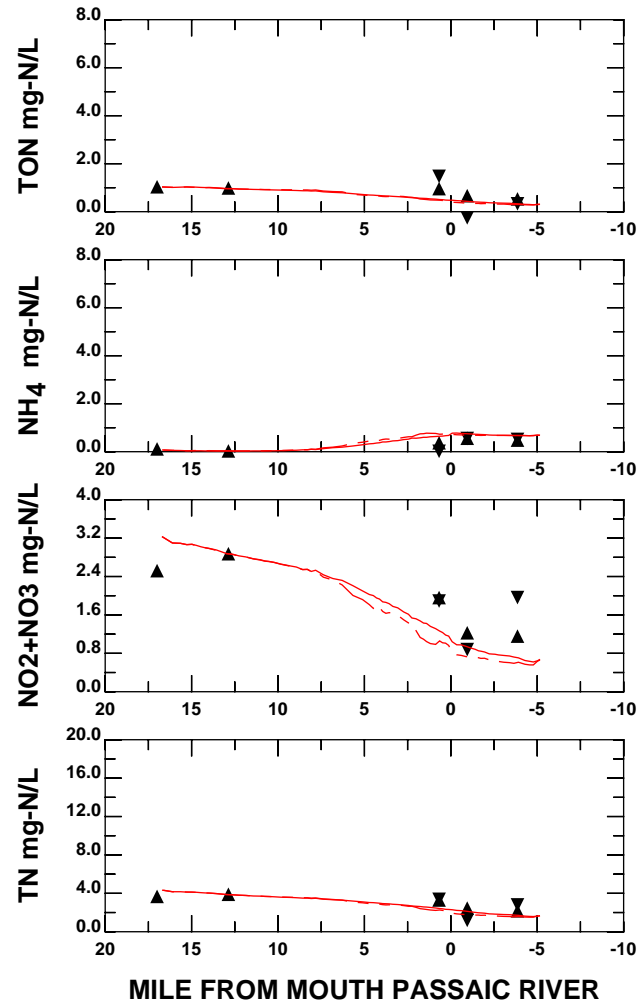 8.0
6.0
4.0
2.0
0.0
TON mg-N/L
20 15 10 5 0 -5 -10
8.0
6.0
4.0
2.0
0.0
NH4 mg-N/L
20 15 10 5 0 -5 -10
4.0
3.2
2.4
1.6
0.8
0.0
NO2+NO3 mg-N/L
20 15 10 5 0 -5 -10
20.0
16.0
12.0
8.0
4.0
0.0
TN mg-N/L
20 15 10 5 0 -5 -10
MILE FROM MOUTH PASSAIC RIVER